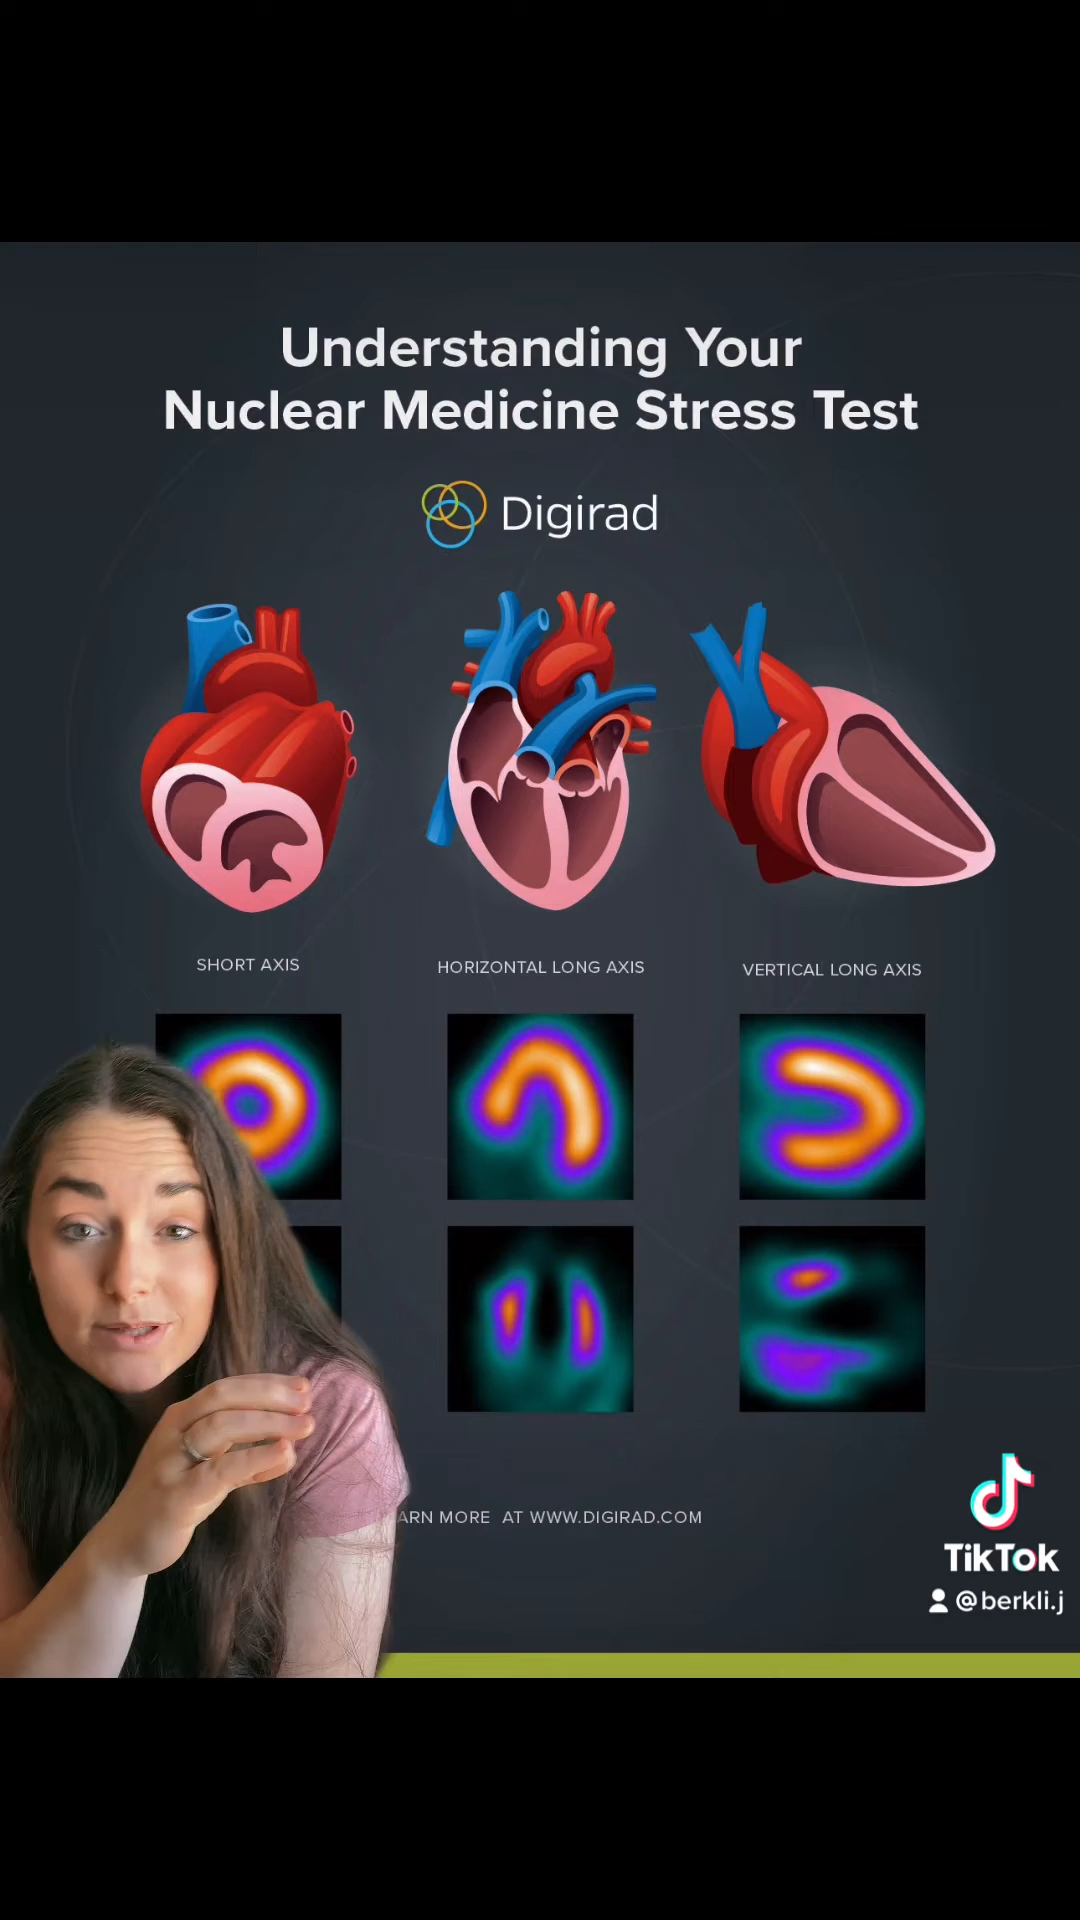 Understanding Your
Nuclear Medicine Stress Test
Digirad
SHORT AXIS
HORIZONTAL LONG AXIS
VERTICAL LONG AXIS
ARN MORE AT WWW.DIGIRAD.COM
TikTok
@berkli.j